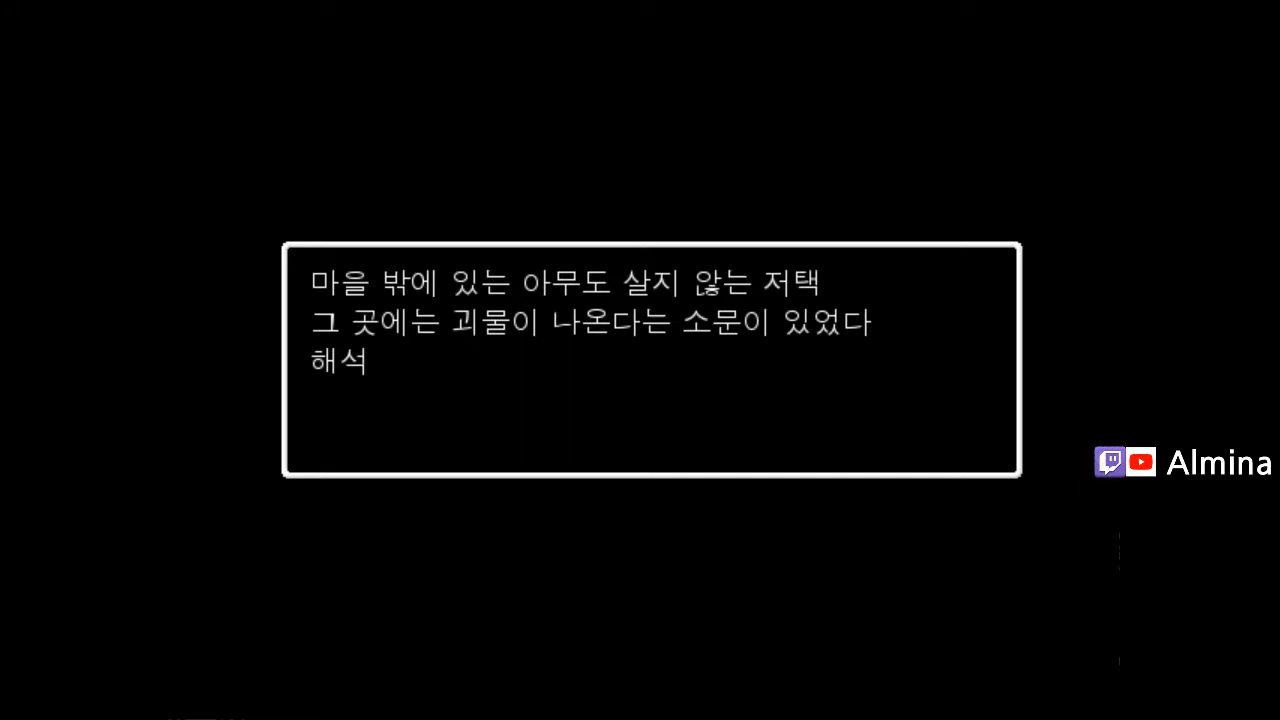 마을 밖에 있는 아무도 살지 않는 저택
그 곳에는 괴물이 나온다는 소문이 있었다
해석
Almina